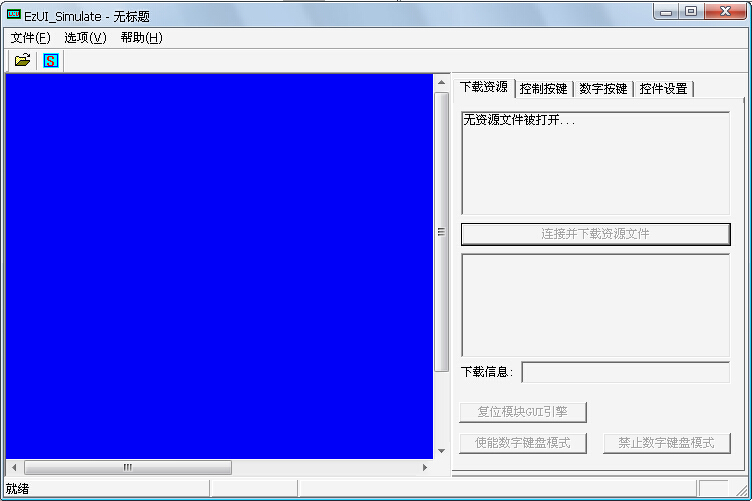 EzUI_Simulate - 无标题
文件(F) 选项(V) 帮助(H)
S
下载资源 控制按键 数字按键 控件设置
无资源文件被打开...
连接并下载资源文件
下载信息:
复位模块GUI引擎
使能数字键盘模式 禁止数字键盘模式
就绪